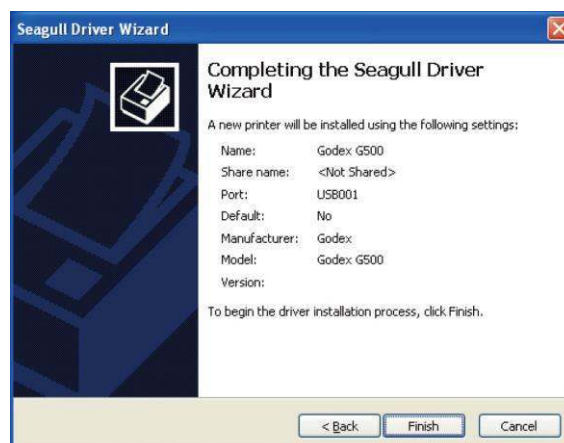 Seagull Driver Wizard
Completing the Seagull Driver
Wizard
A new printer will be installed using the following settings:
Name: Godex G500
Share name: <Not Shared>
Port: USB001
Default: No
Manufacturer: Godex
Model: Godex G500
Version:
To begin the driver installation process, click Finish.
< Back Finish Cancel